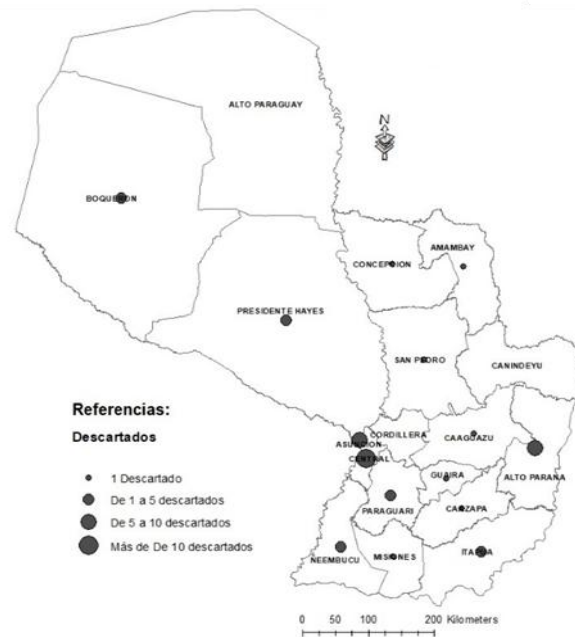 ALTO PARAGUAY
N
BOQUERON
CONCEPCION
AMAMBAY
PRESIDENTE HAYES
SAN PEDRO
CANINDEYU
Referencias:
Descartados
1 Descartado
De 1 a 5 descartados
De 5 a 10 descartados
Más de De 10 descartados
CORDILLERA
ASUNCION
CENTRAL
CAAGUAZU
GUAIRA
ALTO PARANA
PARAGUARI
CAAZAPA
ÑEEMBUCU
MISIONES
ITAPUA
0 50 100 200 Kilometers